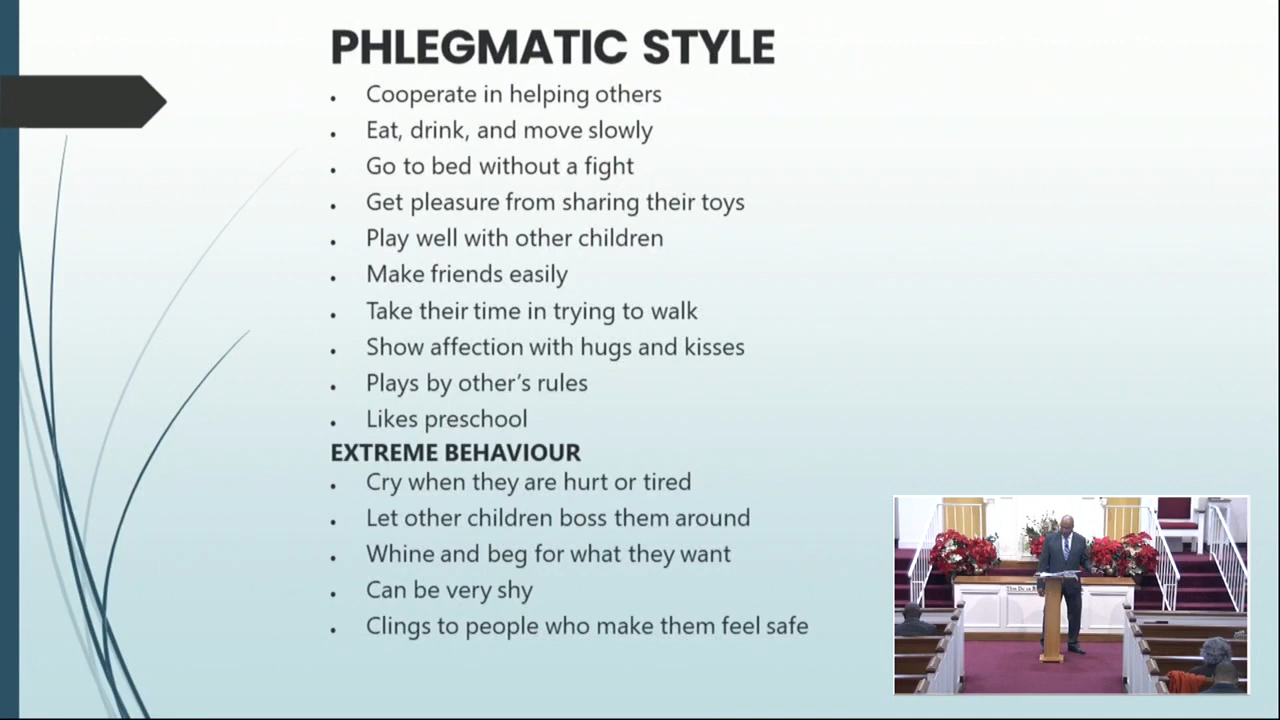 PHLEGMATIC STYLE
• Cooperate in helping others
• Eat, drink, and move slowly
• Go to bed without a fight
• Get pleasure from sharing their toys
• Play well with other children
• Make friends easily
• Take their time in trying to walk
• Show affection with hugs and kisses
• Plays by other’s rules
• Likes preschool
EXTREME BEHAVIOUR
• Cry when they are hurt or tired
• Let other children boss them around
• Whine and beg for what they want
• Can be very shy
• Clings to people who make them feel safe